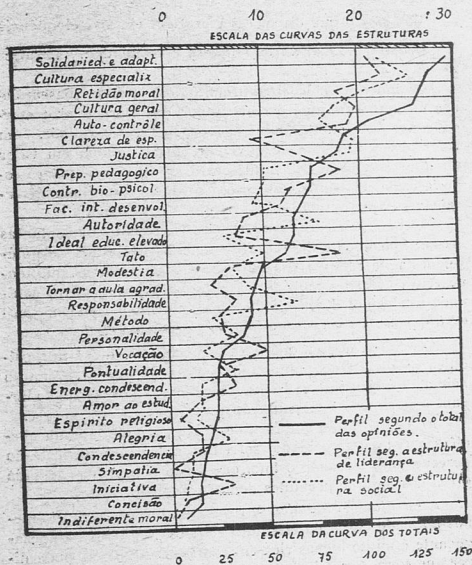 0 10 20 30
ESCALA DAS CURVAS DAS ESTRUTURAS
Solidaried. e adapt.
Cultura especializ
Retidão moral
Cultura geral
Auto-contrôle
Clareza de esp.
Justica
Prep. pedagogico
Contr. bio-psicol
Fac. int. desenvol.
Autoridade
Ideal educ. elevado
Tato
Modestia
Tornar a aula agrad.
Responsabilidade
Método
Personalidade
Vocação
Pontualidade
Energ. condescend.
Amor ao estud.
Espirito religioso
Alegria
Condescendencia
Simpatia
Iniciativa
Concisão
Indiferente moral
Perfil segundo o total
das opiniões.
Perfil seg. a estrutura
de liderança
Perfil seg. a estrutu
ra social
ESCALA DA CURVA DOS TOTAIS
0 25 50 75 100 125 150